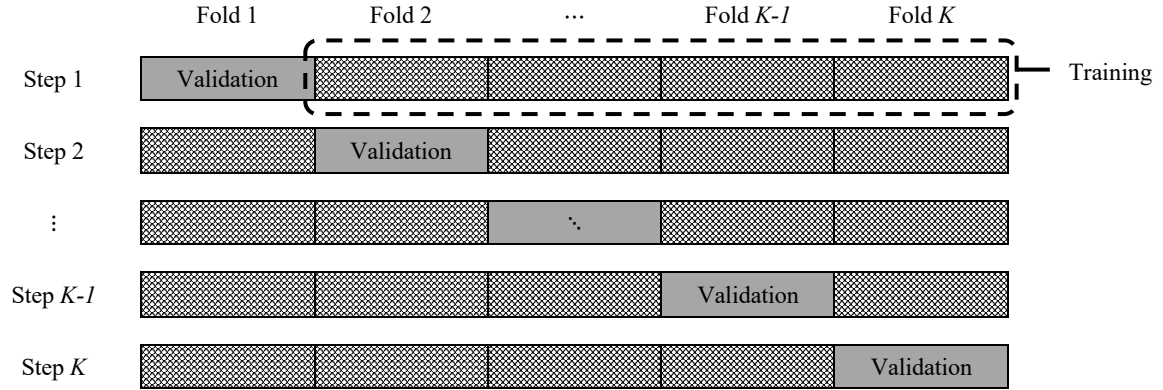 Fold 1 Fold 2 ⋯ Fold K-1 Fold K
Step 1 Validation Training
Step 2 Validation
⋮ ⋱
Step K-1 Validation
Step K Validation